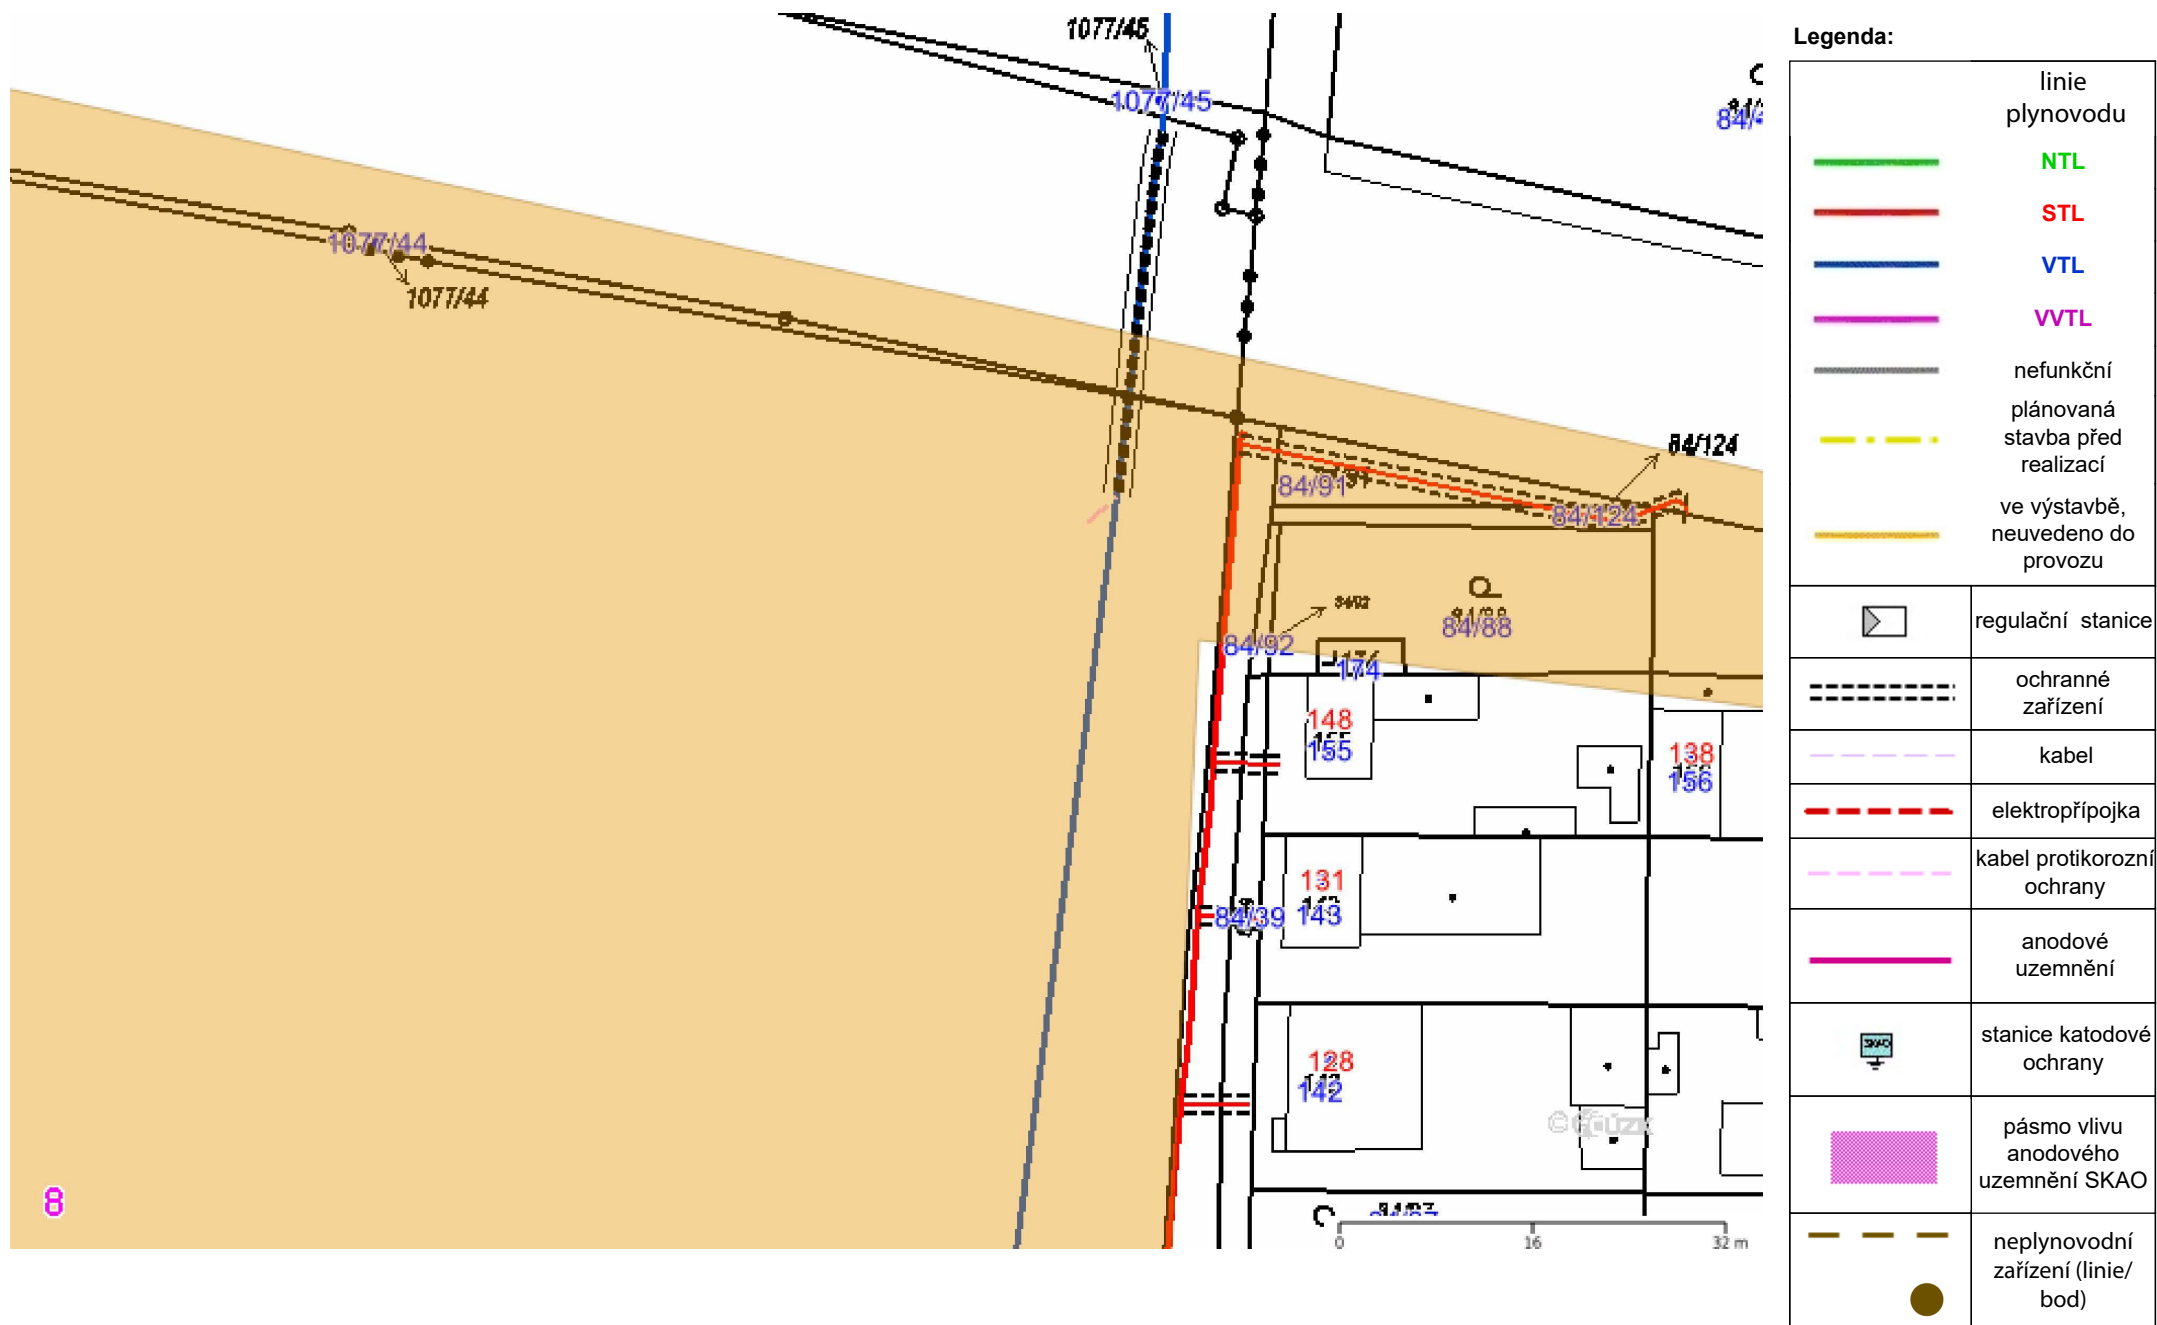 1077/45
1077/45
84/4
1077/44
1077/44
84/124
84/91
84/124
84/88
84/92
174
148
155
138
156
131
143
84/39
128
142
8
0
16
32 m
Legenda:
linie
plynovodu
NTL
STL
VTL
VVTL
nefunkční
plánovaná
stavba před
realizací
ve výstavbě,
neuvedeno do
provozu
regulační stanice
ochranné
zařízení
kabel
elektropřípojka
kabel protikorozní
ochrany
anodové
uzemnění
SKAO
stanice katodové
ochrany
pásmo vlivu
anodového
uzemnění SKAO
neplynovodní
zařízení (linie/
bod)